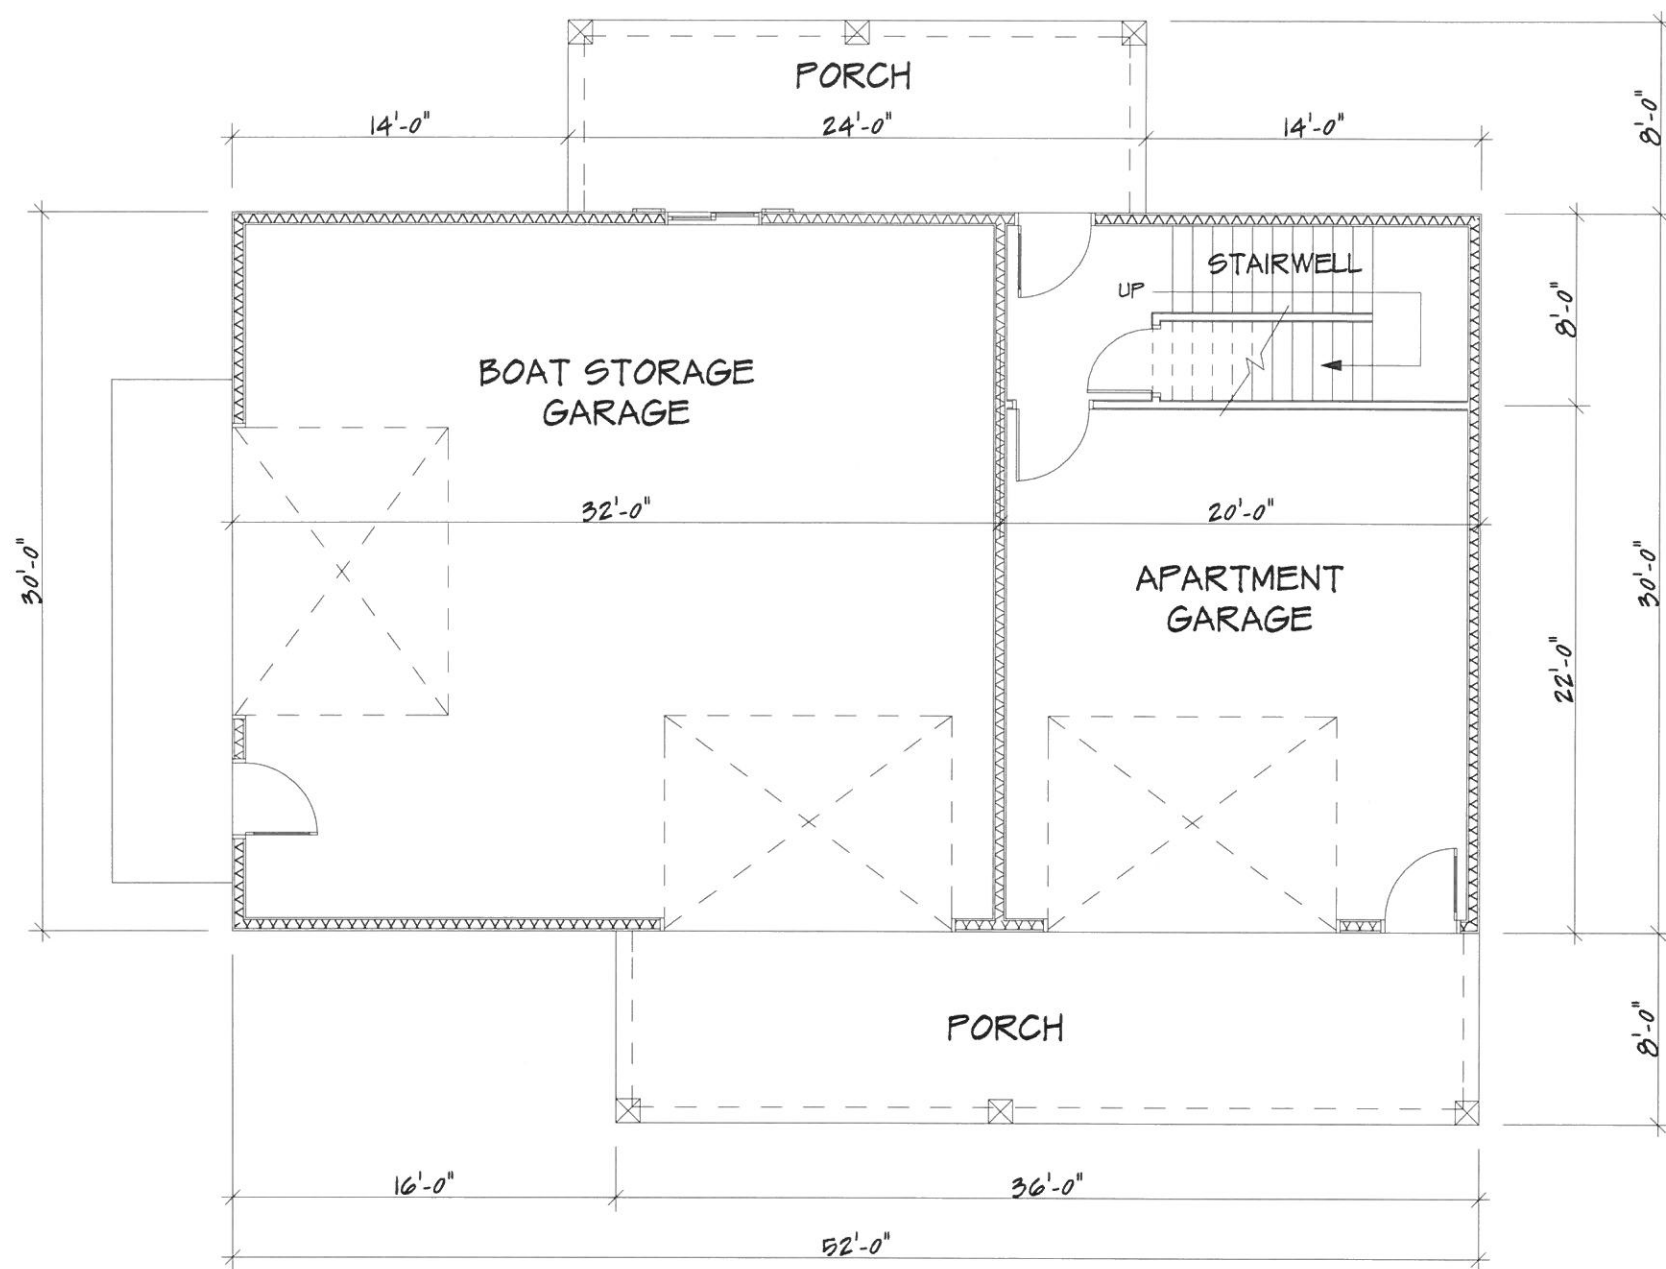 PORCH
14'-0"
24'-0"
14'-0"
8'-0"
STAIRWELL
UP
8'-0"
BOAT STORAGE
GARAGE
32'-0"
20'-0"
30'-0"
APARTMENT
GARAGE
30'-0"
22'-0"
PORCH
8'-0"
16'-0"
36'-0"
52'-0"